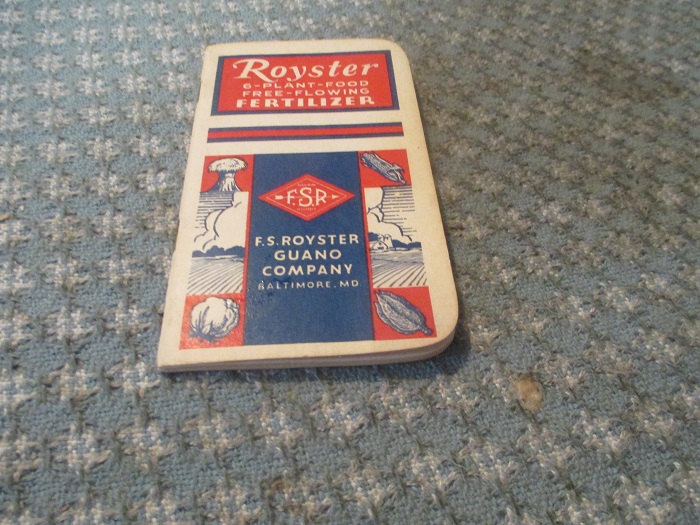 Royster
6-PLANT-FOOD
FREE-FLOWING
FERTILIZER
F.S.R
F.S. ROYSTER
GUANO
COMPANY
BALTIMORE, MD